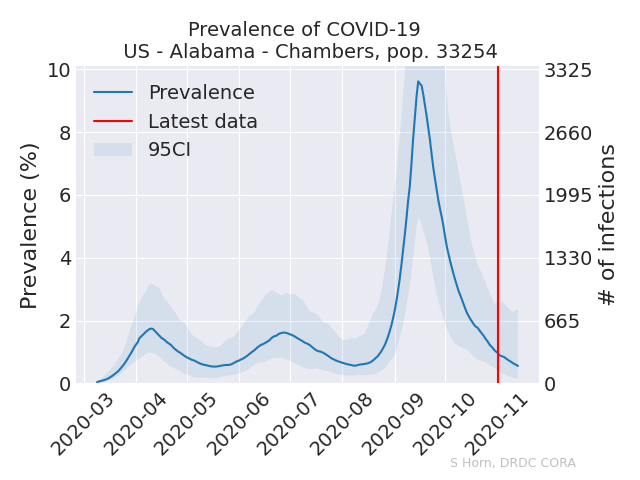 Prevalence of COVID-19
US - Alabama - Chambers, pop. 33254
Prevalence
Latest data
95CI
Prevalence (%)
10
8
6
4
2
0
3325
2660
1995
1330
665
0
# of infections
2020-03
2020-04
2020-05
2020-06
2020-07
2020-08
2020-09
2020-10
2020-11
S Horn, DRDC CORA